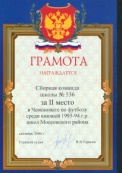 ГРАМОТА
НАГРАЖДАЕТСЯ
Сборная команда
школы № 536
за II место
в Чемпионате по футболу
среди юношей 1993-94 г.р.
школ Московского района